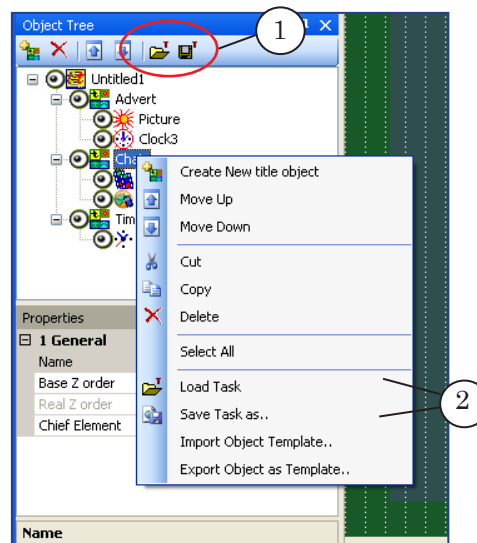 Object Tree
1
Untitled1
Advert
Picture
Clock3
Tim
Create New title object
Move Up
Move Down
Cut
Copy
Delete
Select All
Load Task
Save Task as..
Import Object Template..
Export Object as Template..
2
Properties
1 General
Name
Base Z order
Real Z order
Chief Element
Name